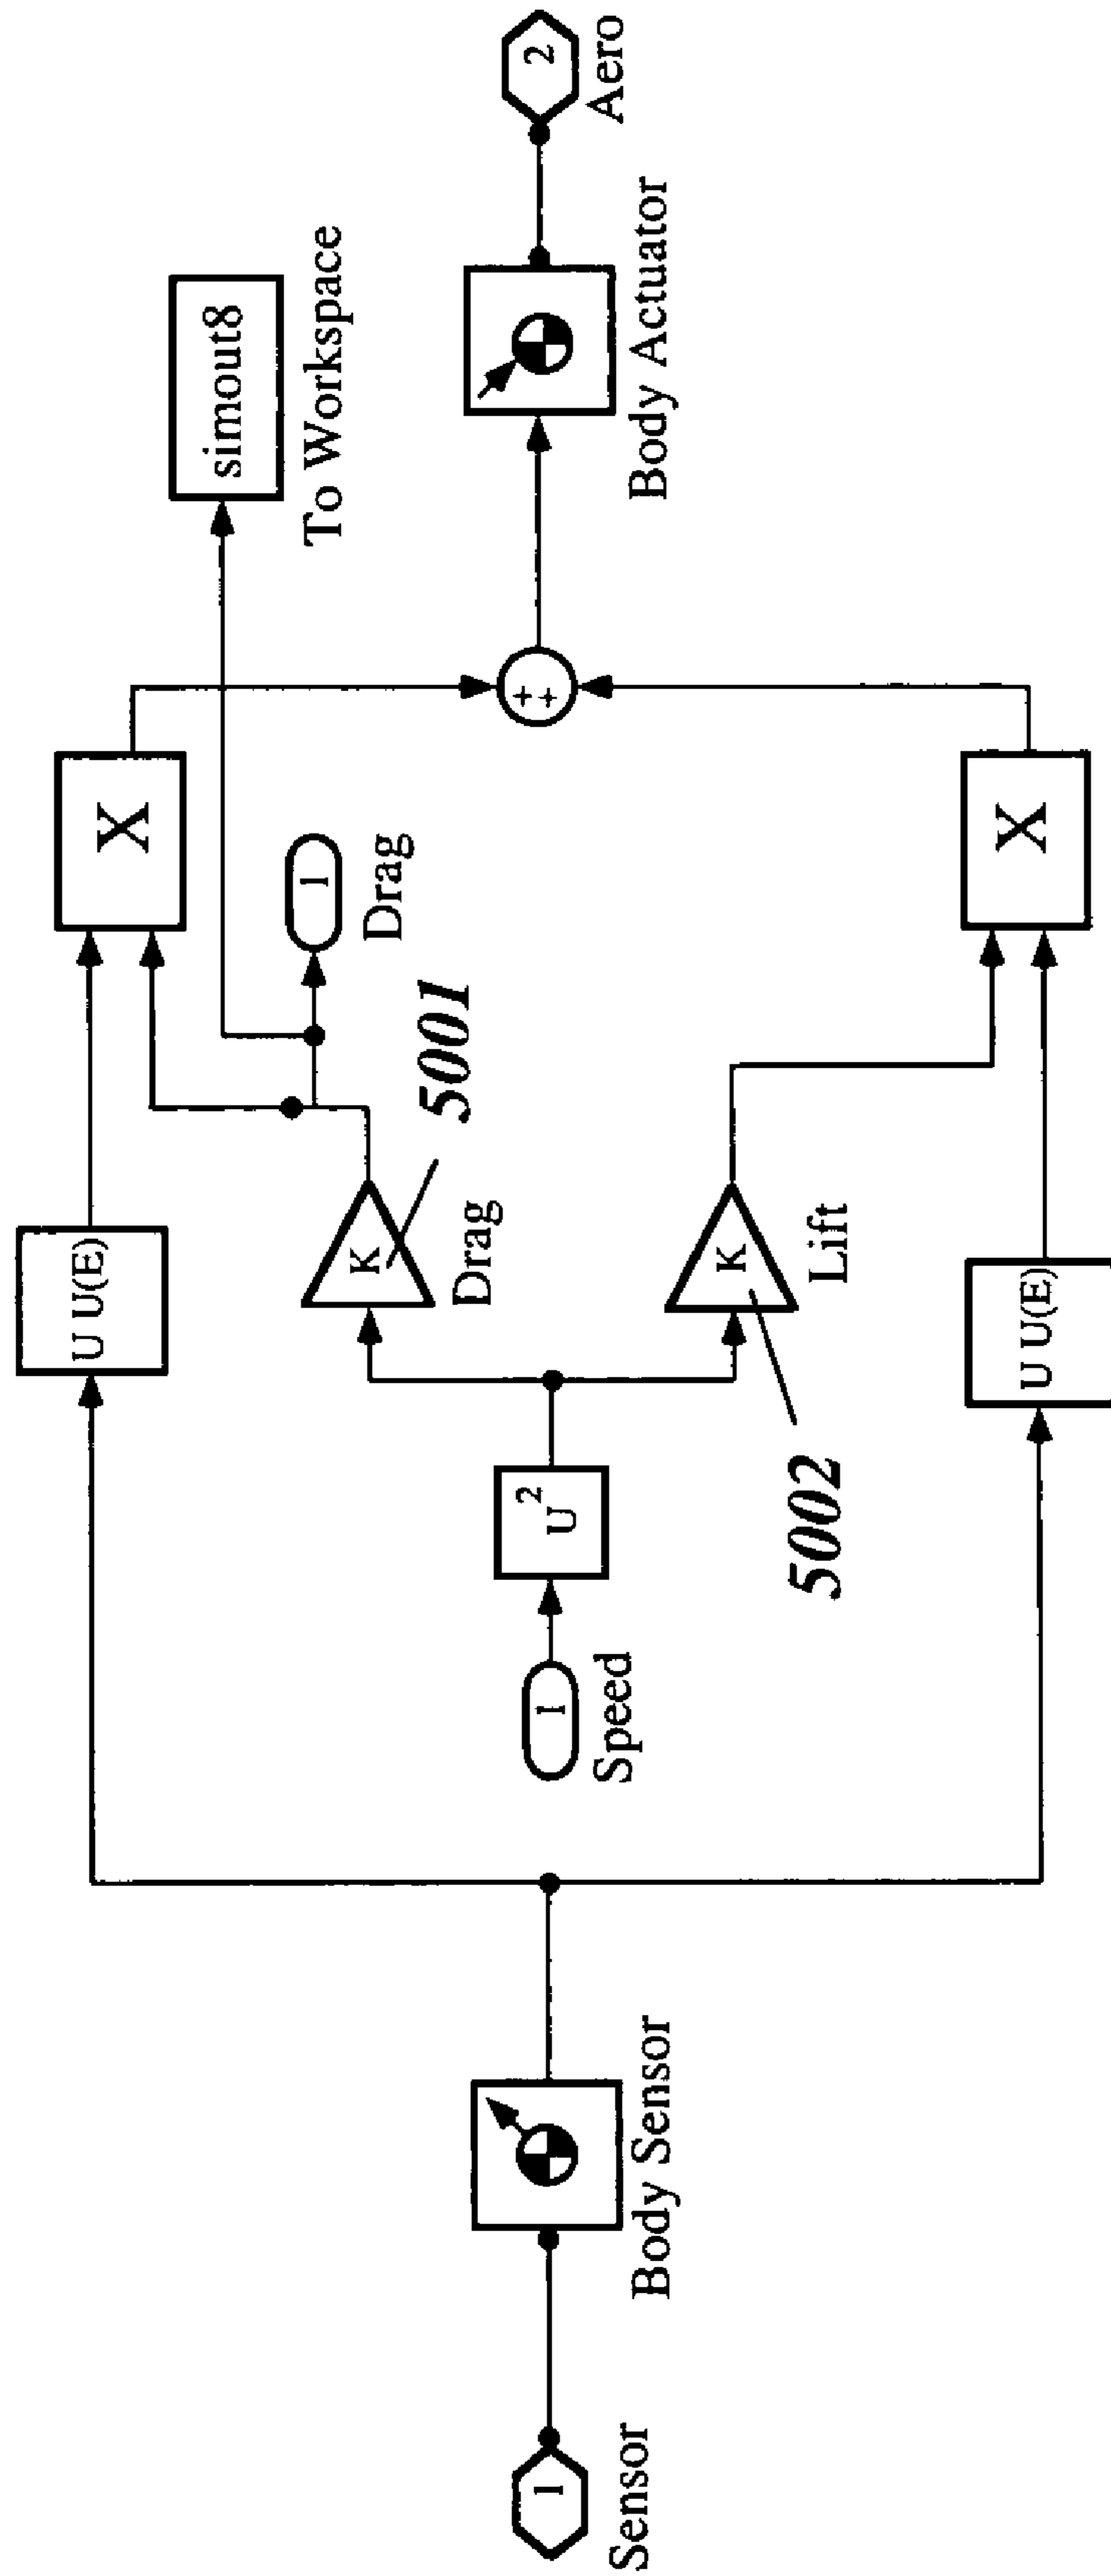 1
Sensor
Body Sensor
U U(E)
X
simout8
To Workspace
1
Drag
K
Drag
5001
1
Speed
U²
K
Lift
5002
++
Body Actuator
2
Aero
U U(E)
X